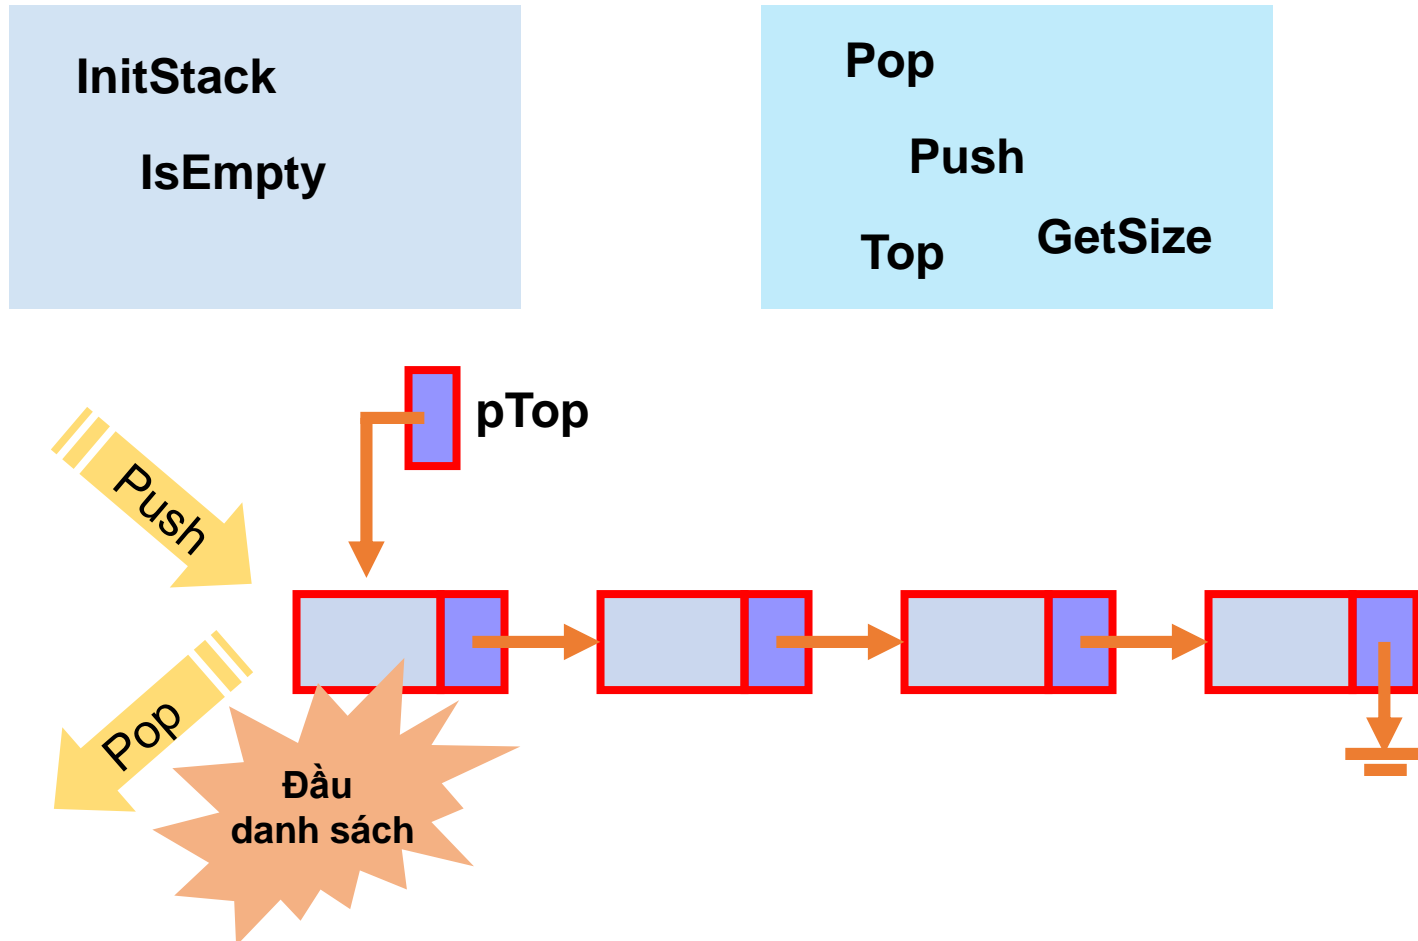 InitStack
IsEmpty
Pop
Push
Top
GetSize
pTop
Push
Pop
Đầu
danh sách